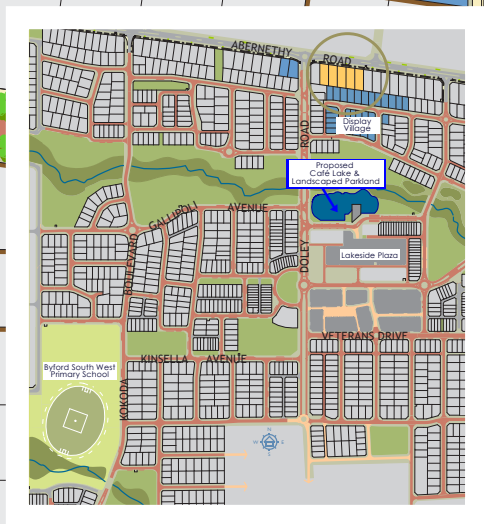 ABERNETHY ROAD
Display
Village
ROAD
Proposed
Café Lake &
Landscaped Parkland
GALLIPOLI AVENUE
BOULEVARD
DOLEY
Lakeside Plaza
VETERANS DRIVE
KINSELLA AVENUE
Byford South West
Primary School
KOKODA
N
W E
S